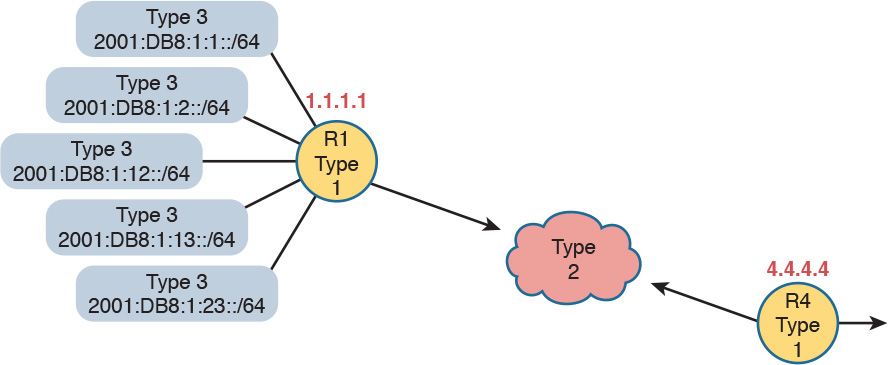 Type 3
2001:DB8:1:1::/64
Type 3
2001:DB8:1:2::/64
Type 3
2001:DB8:1:12::/64
Type 3
2001:DB8:1:13::/64
Type 3
2001:DB8:1:23::/64
1.1.1.1
R1
Type
1
Type
2
4.4.4.4
R4
Type
1